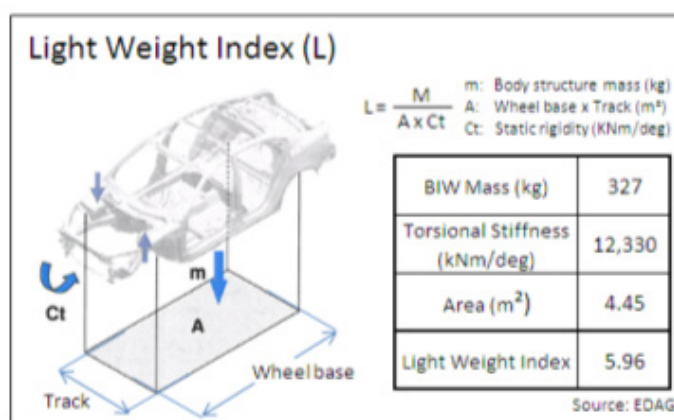 Light Weight Index (L)
L = M / A x Ct
m: Body structure mass (kg)
A: Wheel base x Track (m²)
Ct: Static rigidity (KNm/deg)
BIW Mass (kg) 327
Torsional Stiffness (kNm/deg) 12,330
Area (m²) 4.45
Light Weight Index 5.96
m
Ct
A
Wheel base
Track
Source: EDAG